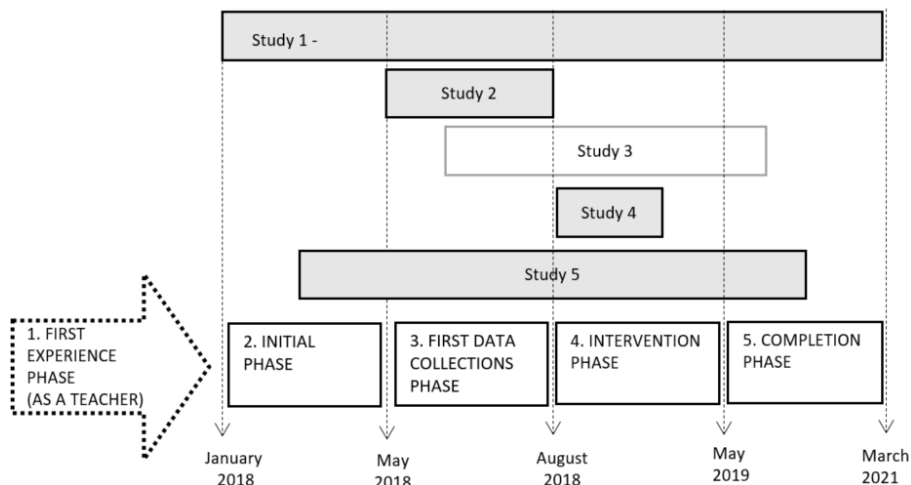 Study 1 -
Study 2
Study 3
Study 4
Study 5
1. FIRST
EXPERIENCE
PHASE
(AS A TEACHER)
2. INITIAL
PHASE
3. FIRST DATA
COLLECTIONS
PHASE
4. INTERVENTION
PHASE
5. COMPLETION
PHASE
January
2018
May
2018
August
2018
May
2019
March
2021